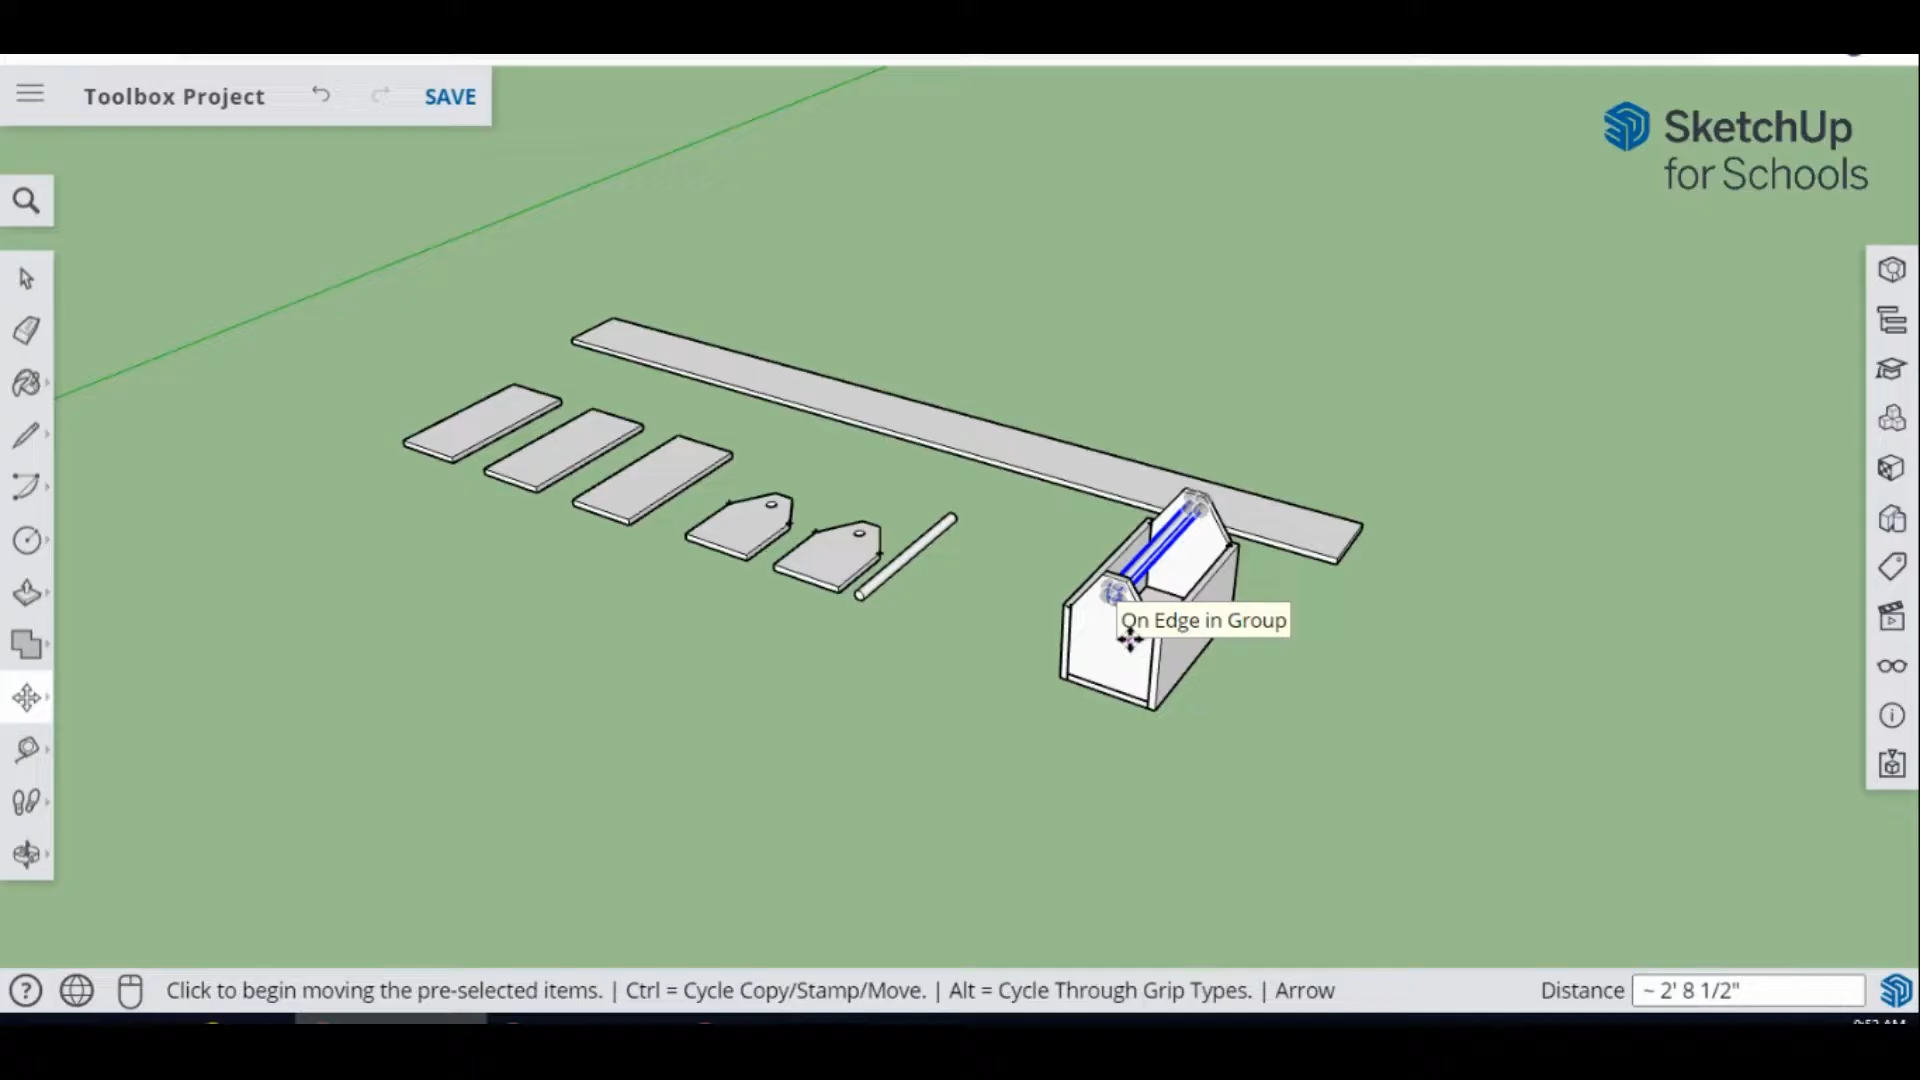 Toolbox Project
SAVE
SketchUp
for Schools
On Edge in Group
Click to begin moving the pre-selected items. | Ctrl = Cycle Copy/Stamp/Move. | Alt = Cycle Through Grip Types. | Arrow
Distance ~ 2' 8 1/2"